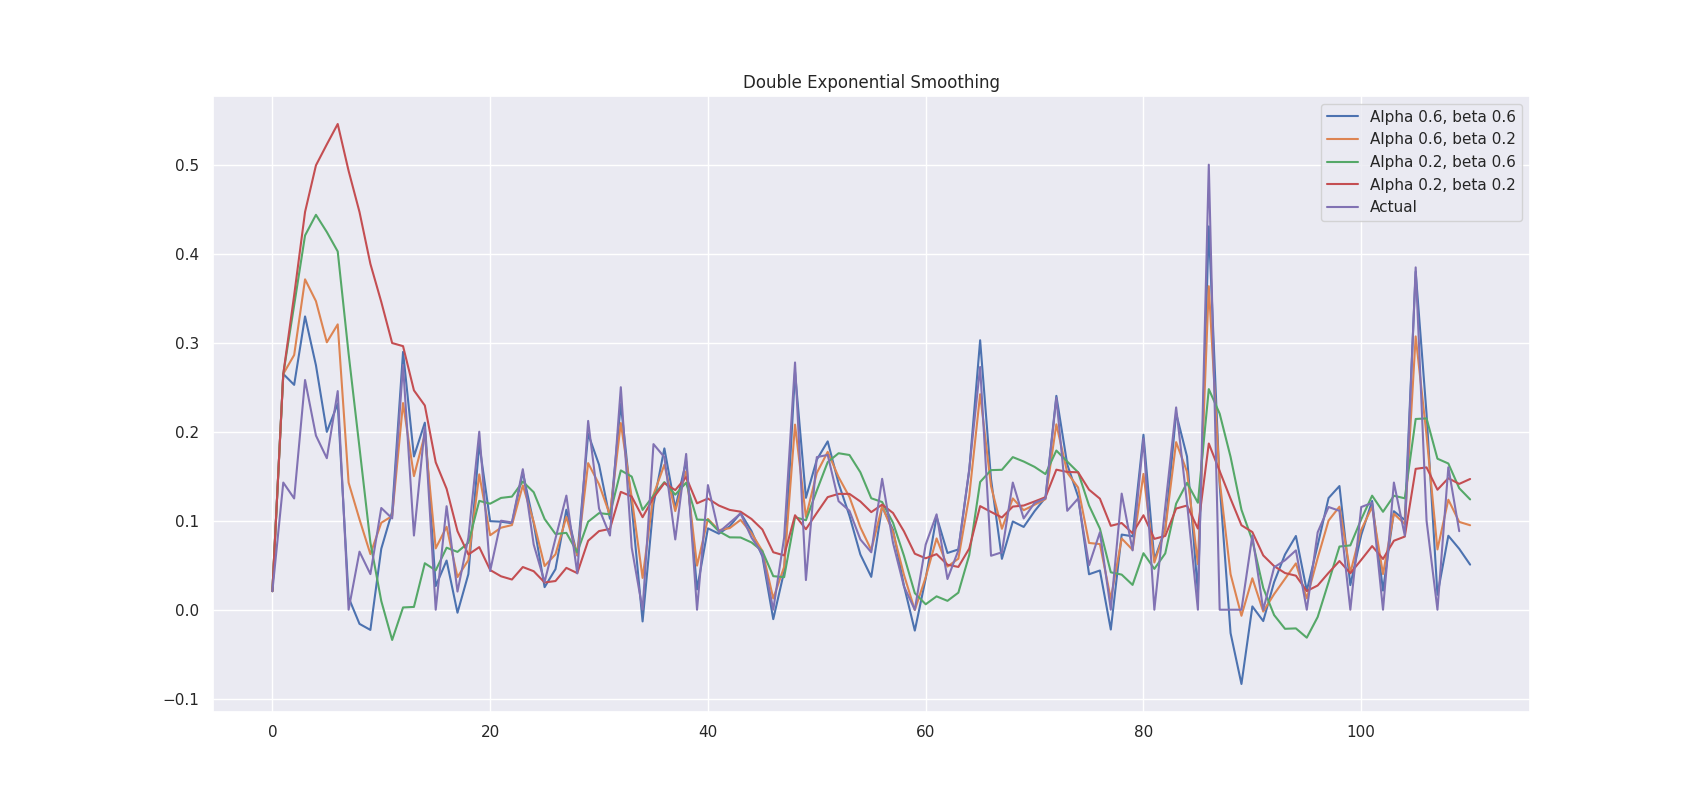 Double Exponential Smoothing
Alpha 0.6, beta 0.6
Alpha 0.6, beta 0.2
Alpha 0.2, beta 0.6
Alpha 0.2, beta 0.2
Actual
0.5
0.4
0.3
0.2
0.1
0.0
−0.1
0 20 40 60 80 100